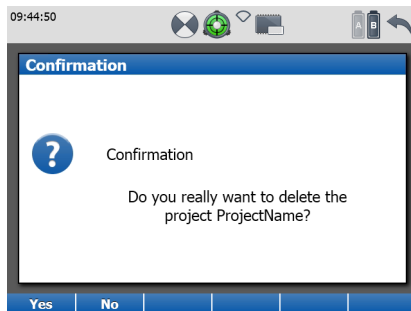 09:44:50
A B
Confirmation
?
Confirmation
Do you really want to delete the
project ProjectName?
Yes No